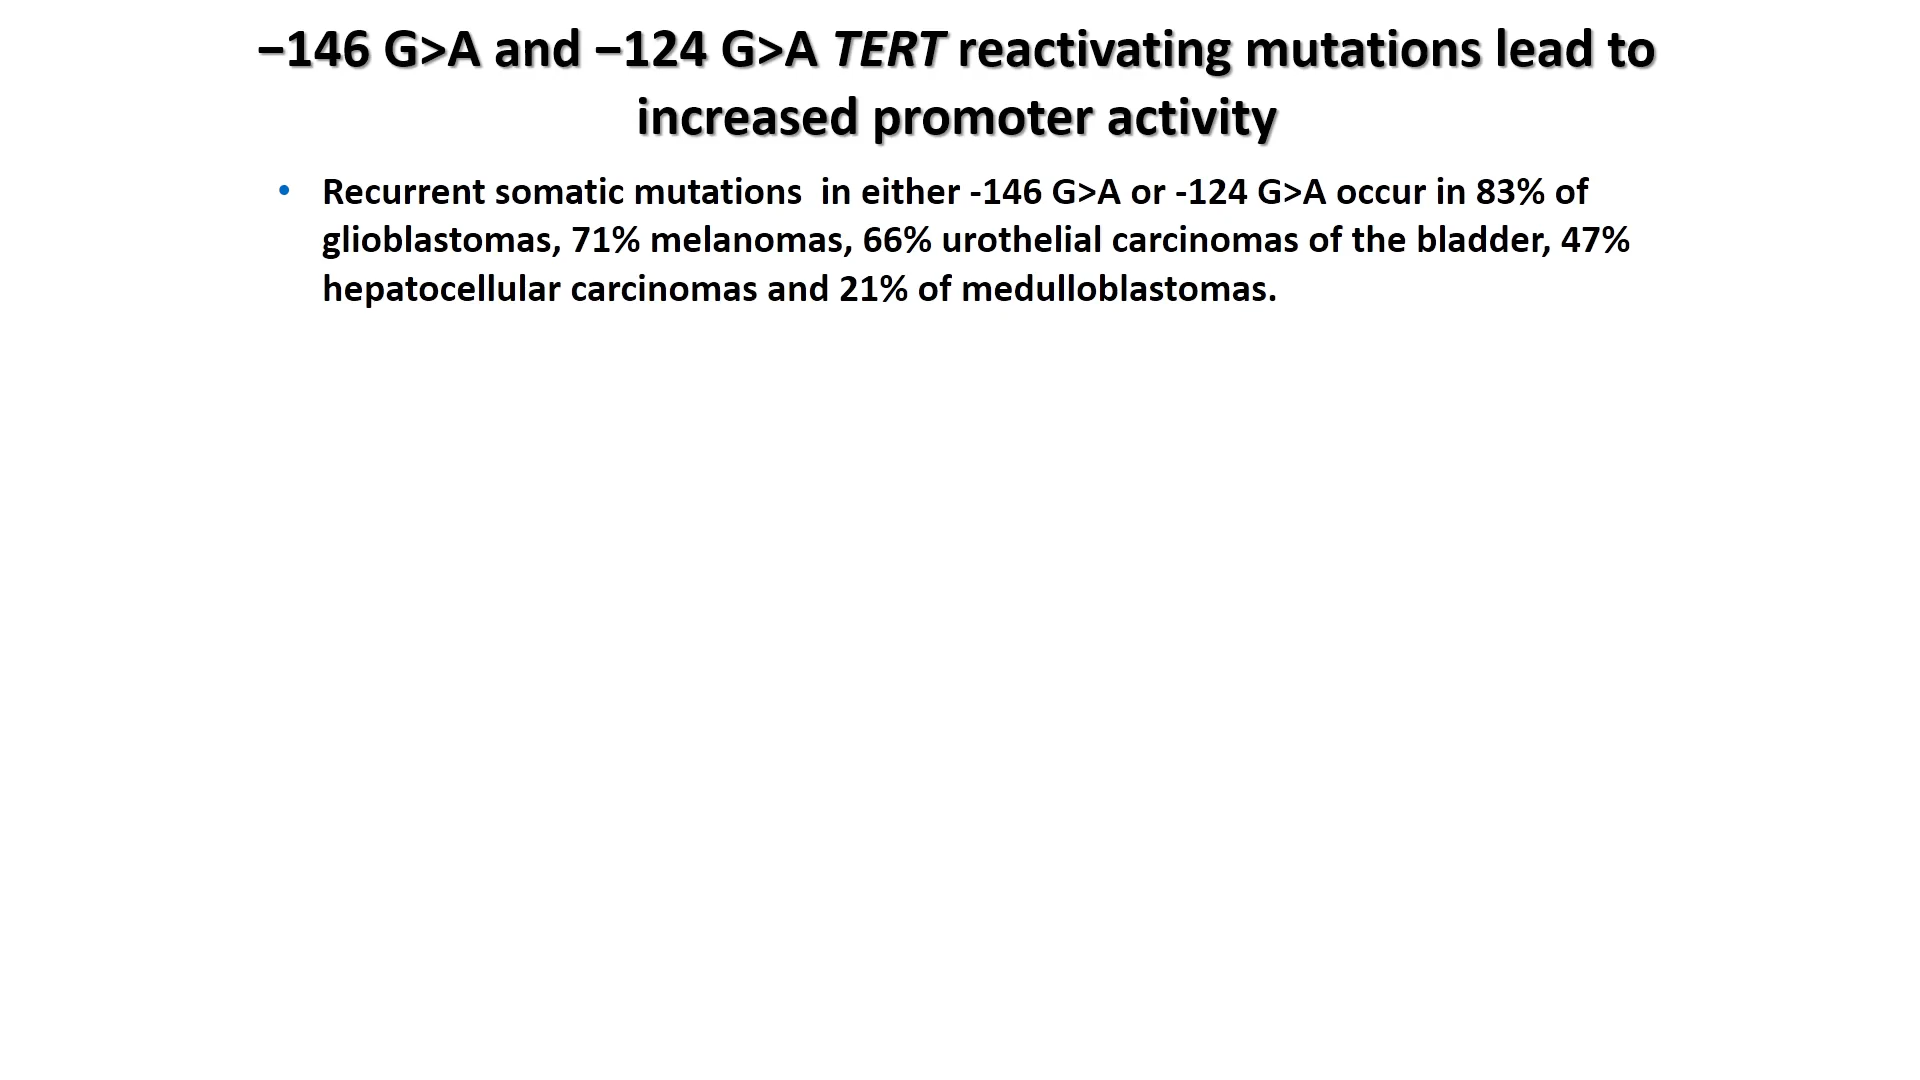 −146 G>A and −124 G>A TERT reactivating mutations lead to
increased promoter activity
• Recurrent somatic mutations  in either -146 G>A or -124 G>A occur in 83% of
glioblastomas, 71% melanomas, 66% urothelial carcinomas of the bladder, 47%
hepatocellular carcinomas and 21% of medulloblastomas.